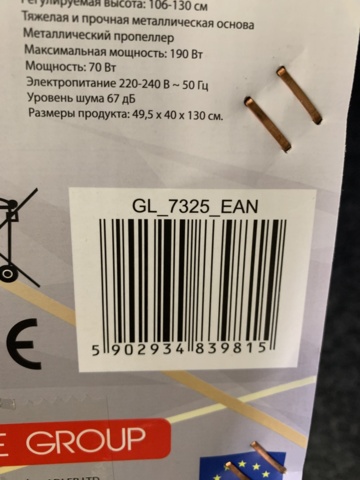 Регулируемая высота: 106-130 см
Тяжелая и прочная металлическая основа
Металлический пропеллер
Максимальная мощность: 190 Вт
Мощность: 70 Вт
Электропитание 220-240 В ~ 50 Гц
Уровень шума 67 дБ
Размеры продукта: 49,5 x 40 x 130 см.
GL_7325_EAN
5 902934 839815
CE
E GROUP